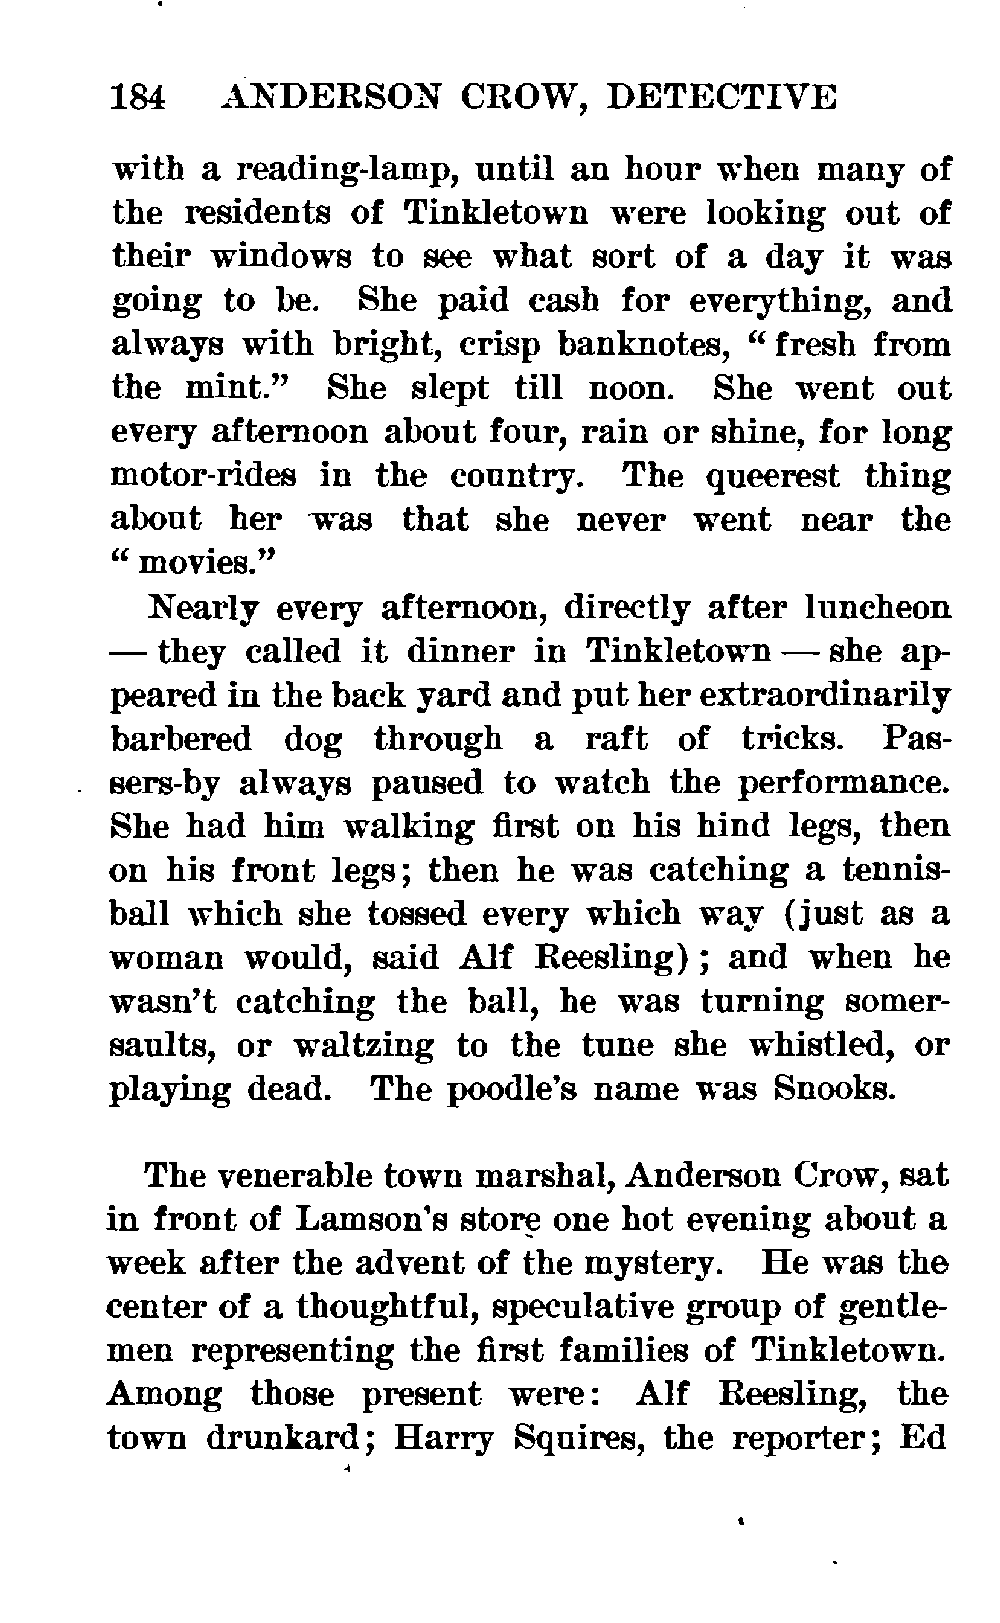 184 ANDERSON CROW, DETECTIVE
with a reading-lamp, until an hour when many of
the residents of Tinkletown were looking out of
their windows to see what sort of a day it was
going to be. She paid cash for everything, and
always with bright, crisp banknotes, “ fresh from
the mint.” She slept till noon. She went out
every afternoon about four, rain or shine, for long
motor-rides in the country. The queerest thing
about her was that she never went near the
“ movies.”
Nearly every afternoon, directly after luncheon
— they called it dinner in Tinkletown — she ap-
peared in the back yard and put her extraordinarily
barbered dog through a raft of tricks. Pas-
sers-by always paused to watch the performance.
She had him walking first on his hind legs, then
on his front legs; then he was catching a tennis-
ball which she tossed every which way (just as a
woman would, said Alf Reesling) ; and when he
wasn’t catching the ball, he was turning somer-
saults, or waltzing to the tune she whistled, or
playing dead. The poodle’s name was Snooks.
The venerable town marshal, Anderson Crow, sat
in front of Lamson’s store one hot evening about a
week after the advent of the mystery. He was the
center of a thoughtful, speculative group of gentle-
men representing the first families of Tinkletown.
Among those present were: Alf Reesling, the
town drunkard; Harry Squires, the reporter; Ed